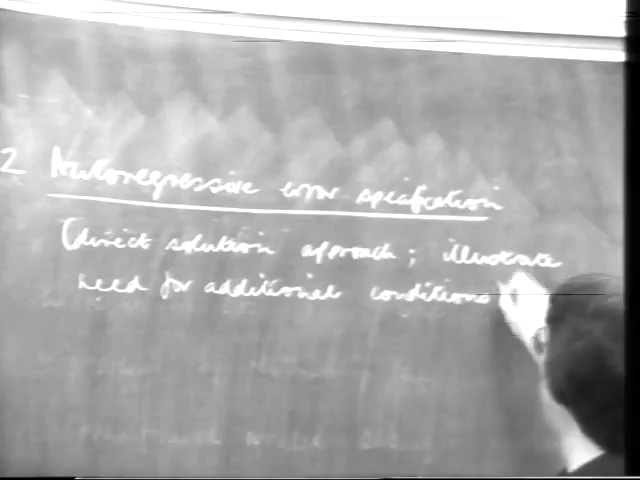 2 Autoregressive error specification
(direct solution approach; illustrate
need for additional conditions